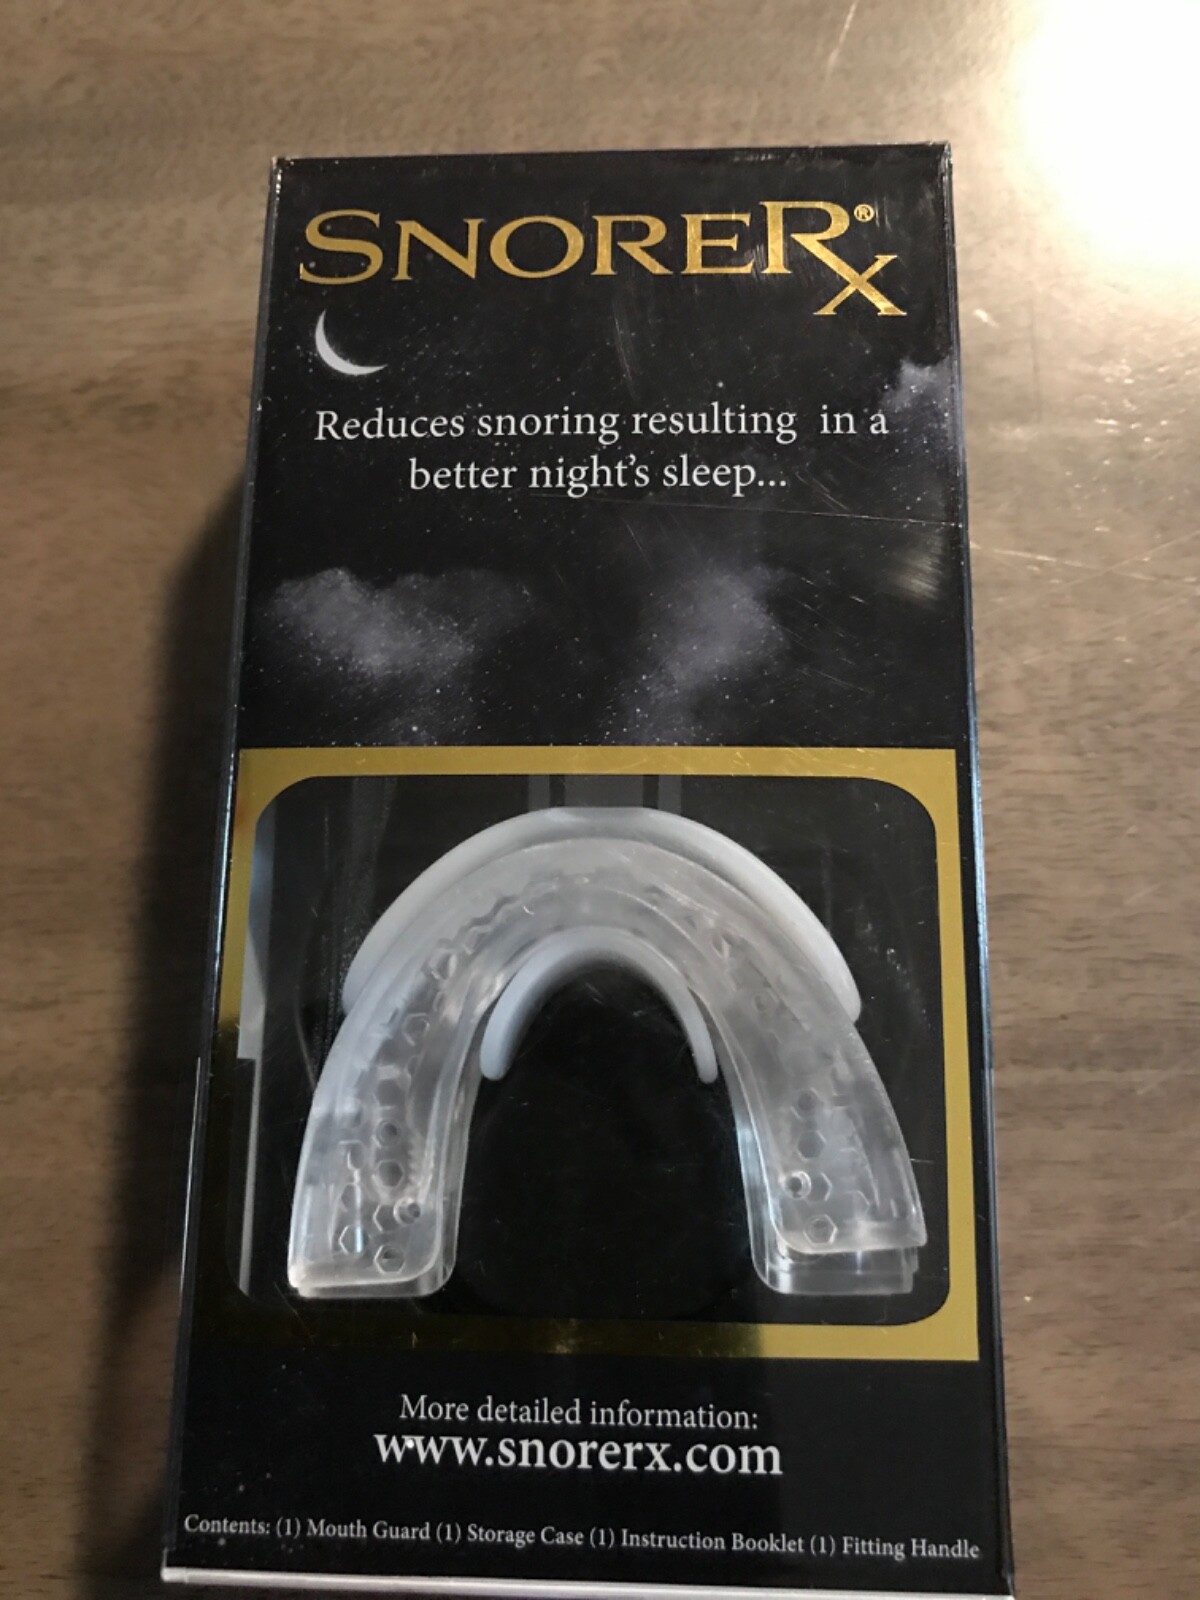 SNORERX®
Reduces snoring resulting in a
better night's sleep...
More detailed information:
www.snorerx.com
Contents: (1) Mouth Guard (1) Storage Case (1) Instruction Booklet (1) Fitting Handle